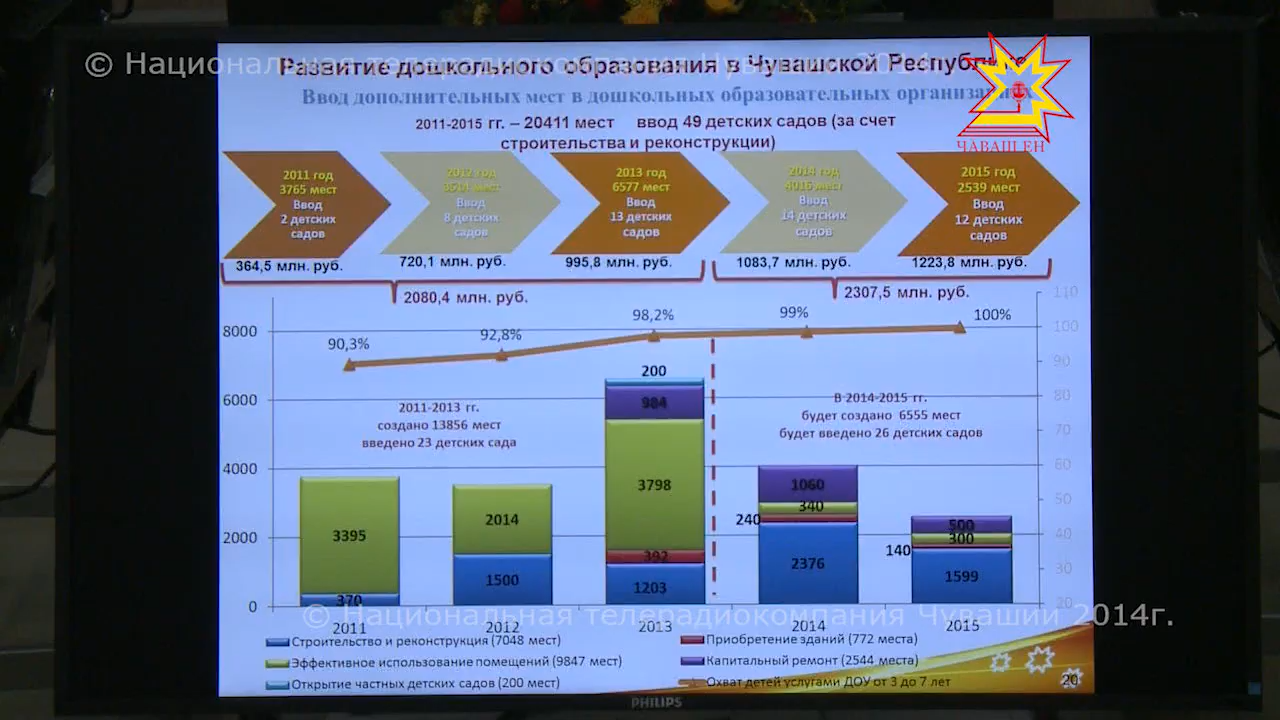 © Национальная телерадиокомпания Чувашии 2014г.
Развитие дошкольного образования в Чувашской Республике
Ввод дополнительных мест в дошкольных образовательных организациях
ЧӐВАШ ЕН
2011-2015 гг. – 20411 мест ввод 49 детских садов (за счет
строительства и реконструкции)
2011 год
3765 мест
Ввод
2 детских
садов
2012 год
3514 мест
Ввод
8 детских
садов
2013 год
6577 мест
Ввод
13 детских
садов
2014 год
4016 мест
Ввод
14 детских
садов
2015 год
2539 мест
Ввод
12 детских
садов
364,5 млн. руб.
720,1 млн. руб.
995,8 млн. руб.
1083,7 млн. руб.
1223,8 млн. руб.
2080,4 млн. руб.
2307,5 млн. руб.
8000
6000
4000
2000
0
110
100
90
80
70
60
50
40
30
20
90,3%
92,8%
98,2%
99%
100%
2011-2013 гг.
создано 13856 мест
введено 23 детских сада
В 2014-2015 гг.
будет создано 6555 мест
будет введено 26 детских садов
3395
370
2014
1500
200
984
3798
392
1203
1060
340
240
2376
500
300
140
1599
© Национальная телерадиокомпания Чувашии 2014г.
2011
2012
2013
2014
2015
Строительство и реконструкция (7048 мест)
Приобретение зданий (772 места)
Эффективное использование помещений (9847 мест)
Капитальный ремонт (2544 места)
Открытие частных детских садов (200 мест)
Охват детей услугами ДОУ от 3 до 7 лет
20
PHILIPS